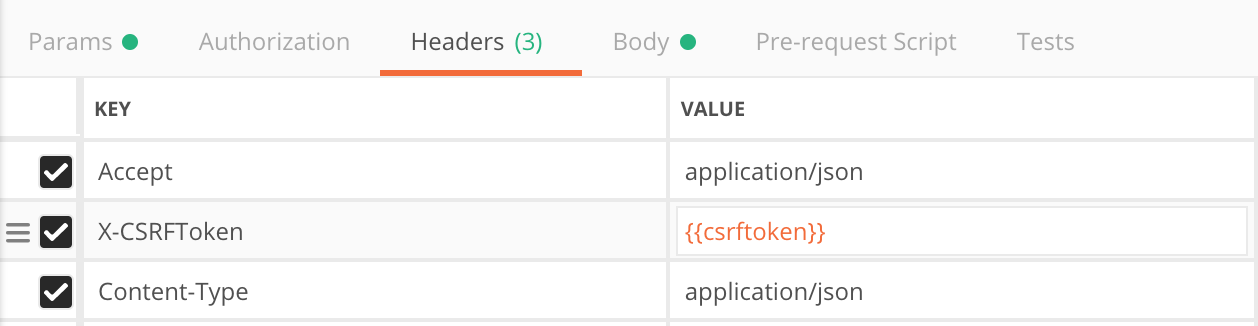 Params Authorization Headers (3) Body Pre-request Script Tests
KEY VALUE
Accept application/json
X-CSRFToken {{csrftoken}}
Content-Type application/json